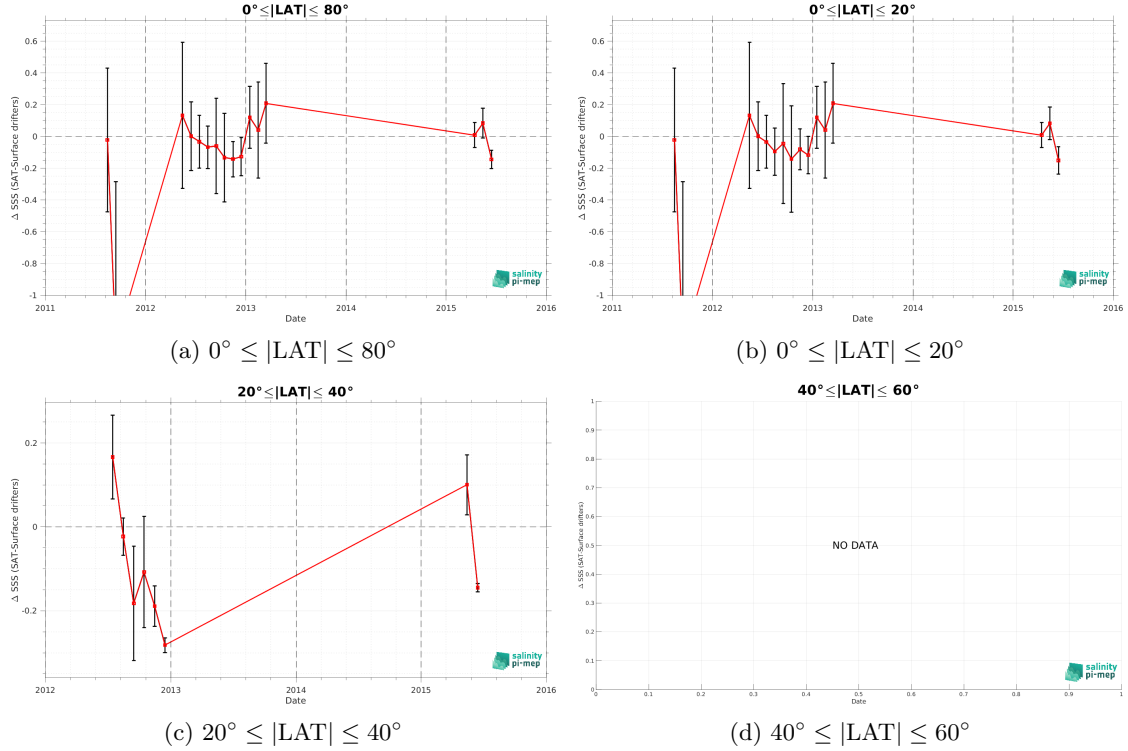 0°≤|LAT|≤ 80°
Δ SSS (SAT-Surface drifters)
0.6
0.4
0.2
0
-0.2
-0.4
-0.6
-0.8
-1
2011
2012
2013
2014
2015
2016
Date
salinity
pi-mep
(a) 0° ≤ |LAT| ≤ 80°
0°≤|LAT|≤ 20°
Δ SSS (SAT-Surface drifters)
0.6
0.4
0.2
0
-0.2
-0.4
-0.6
-0.8
-1
2011
2012
2013
2014
2015
2016
Date
salinity
pi-mep
(b) 0° ≤ |LAT| ≤ 20°
20°≤|LAT|≤ 40°
Δ SSS (SAT-Surface drifters)
0.2
0
-0.2
2012
2013
2014
2015
2016
Date
salinity
pi-mep
(c) 20° ≤ |LAT| ≤ 40°
40°≤|LAT|≤ 60°
Δ SSS (SAT-Surface drifters)
1
0.9
0.8
0.7
0.6
0.5
0.4
0.3
0.2
0.1
0
NO DATA
0
0.1
0.2
0.3
0.4
0.5
0.6
0.7
0.8
0.9
1
Date
salinity
pi-mep
(d) 40° ≤ |LAT| ≤ 60°